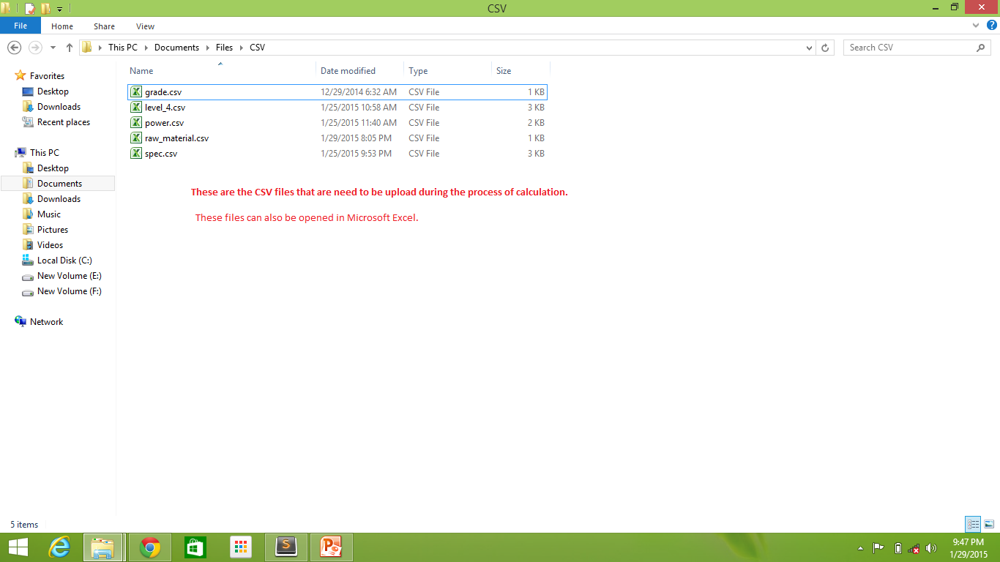 CSV
File Home Share View
This PC Documents Files CSV
Search CSV
Name Date modified Type Size
grade.csv 12/29/2014 6:32 AM CSV File 1 KB
level_4.csv 1/25/2015 10:58 AM CSV File 3 KB
power.csv 1/25/2015 11:40 AM CSV File 2 KB
raw_material.csv 1/29/2015 8:05 PM CSV File 1 KB
spec.csv 1/25/2015 9:53 PM CSV File 3 KB
These are the CSV files that are need to be upload during the process of calculation.
These files can also be opened in Microsoft Excel.
Favorites
Desktop
Downloads
Recent places
This PC
Desktop
Documents
Downloads
Music
Pictures
Videos
Local Disk (C:)
New Volume (E:)
New Volume (F:)
Network
5 items
9:47 PM
1/29/2015